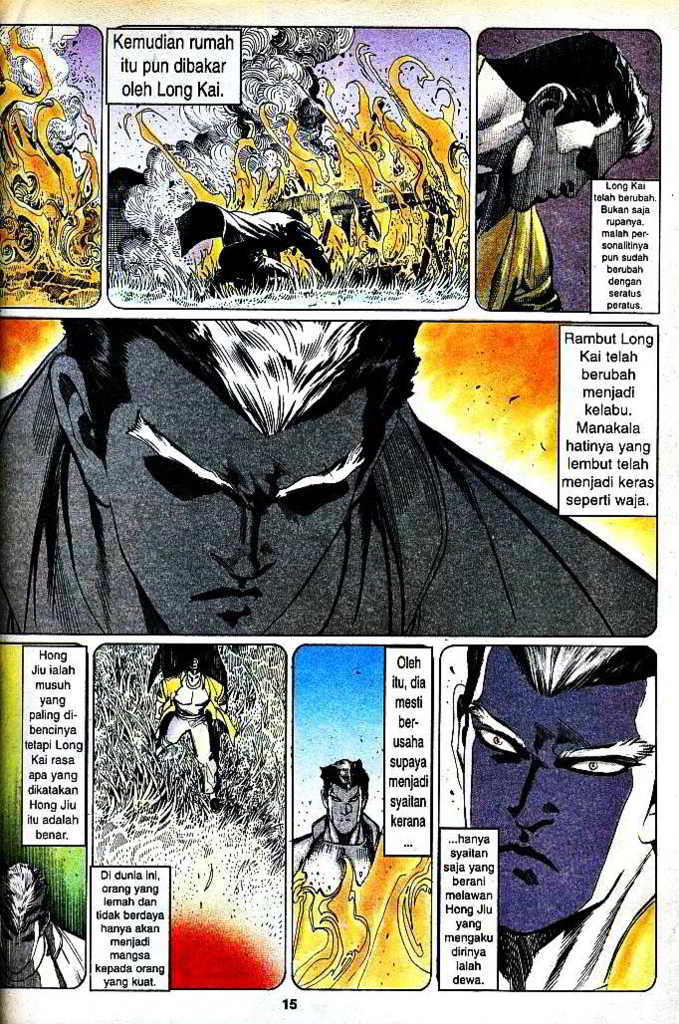 Kemudian rumah
itu pun dibakar
oleh Long Kai.
Long Kai
telah berubah.
Bukan saja
rupanya,
malah per-
sonalitinya
pun sudah
berubah
dengan
seratus
peratus.
Rambut Long
Kai telah
berubah
menjadi
kelabu.
Manakala
hatinya yang
lembut telah
menjadi keras
seperti waja.
Hong
Jiu ialah
musuh
yang
paling di-
bencinya
tetapi Long
Kai rasa
apa yang
dikatakan
Hong Jiu
itu adalah
benar.
Di dunia ini,
orang yang
lemah dan
tidak berdaya
hanya akan
menjadi
mangsa
kepada orang
yang kuat.
Oleh
itu, dia
mesti
ber-
usaha
supaya
menjadi
syaitan
kerana
...
...hanya
syaitan
saja yang
berani
melawan
Hong Jiu
yang
mengaku
dirinya
ialah
dewa.
15